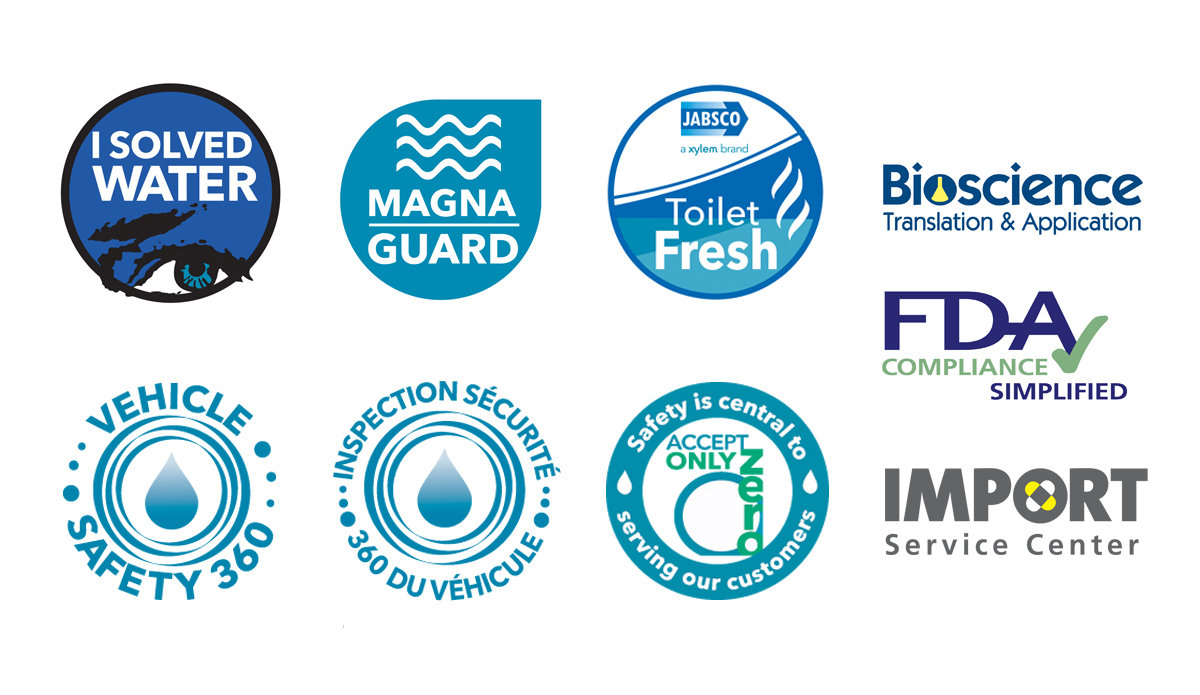 I SOLVED
WATER
MAGNA
GUARD
JABSCO
a xylem brand
Toilet
Fresh
Bioscience
Translation & Application
FDA
COMPLIANCE
SIMPLIFIED
VEHICLE
SAFETY 360
INSPECTION SÉCURITÉ
360 DU VÉHICULE
Safety is central to
ACCEPT
ONLY
zero
serving our customers
IMPORT
Service Center